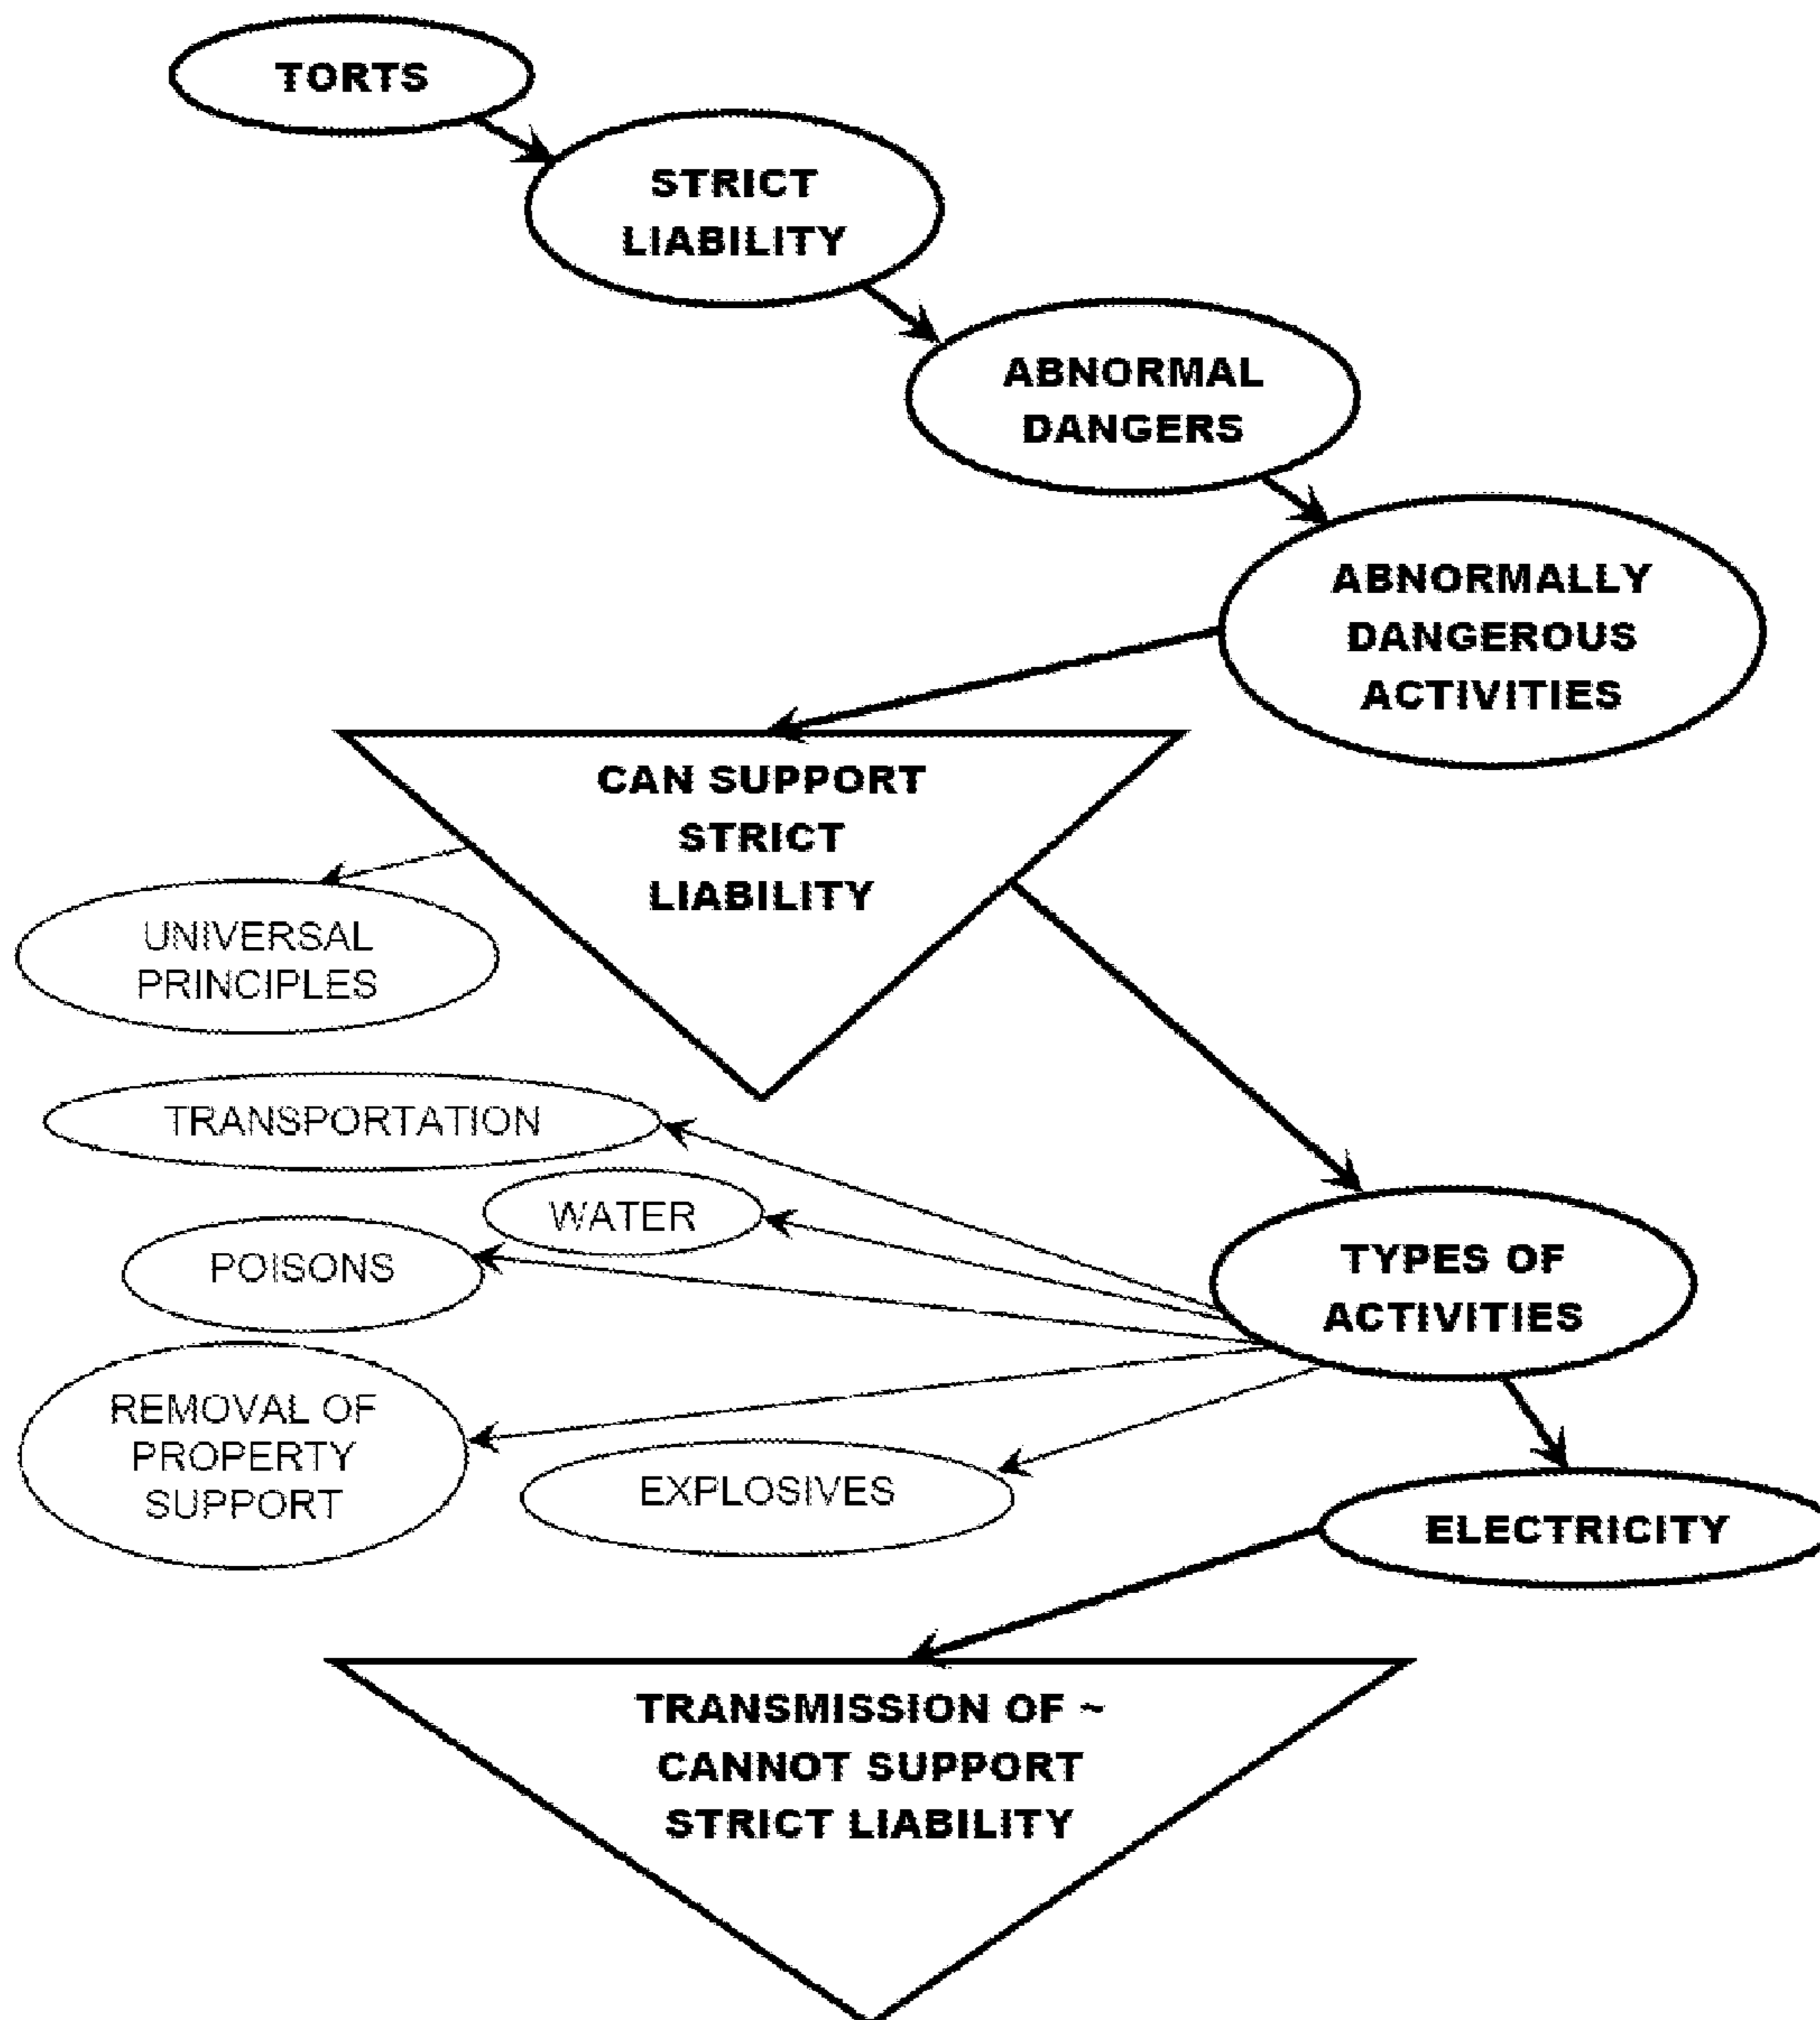 TORTS
STRICT
LIABILITY
ABNORMAL
DANGERS
ABNORMALLY
DANGEROUS
ACTIVITIES
CAN SUPPORT
STRICT
LIABILITY
UNIVERSAL
PRINCIPLES
TRANSPORTATION
WATER
POISONS
TYPES OF
ACTIVITIES
REMOVAL OF
PROPERTY
SUPPORT
EXPLOSIVES
ELECTRICITY
TRANSMISSION OF ~
CANNOT SUPPORT
STRICT LIABILITY